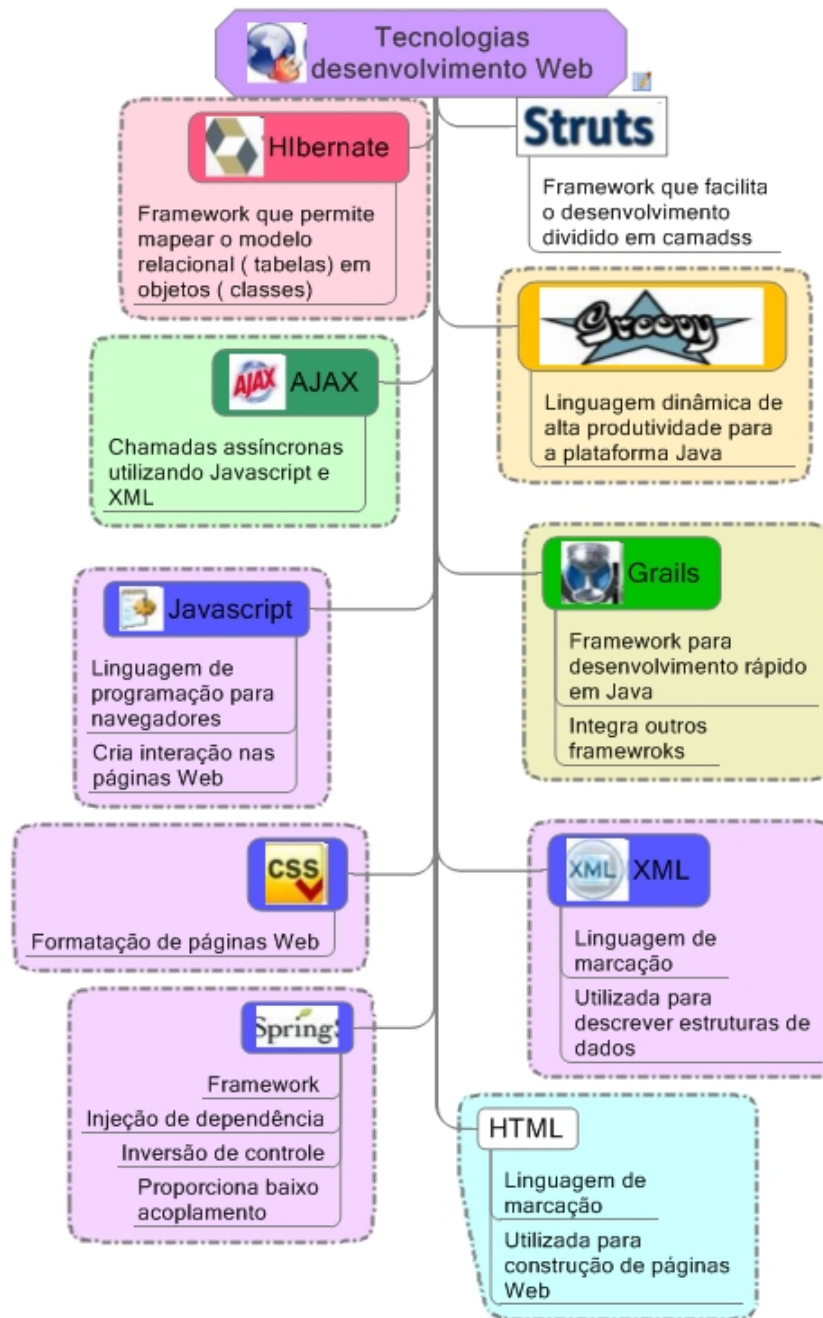 Tecnologias
desenvolvimento Web
HIbernate
Framework que permite
mapear o modelo
relacional ( tabelas) em
objetos ( classes)
Struts
Framework que facilita
o desenvolvimento
dividido em camadss
Groovy
Linguagem dinâmica de
alta produtividade para
a plataforma Java
AJAX
AJAX
Chamadas assíncronas
utilizando Javascript e
XML
Grails
Framework para
desenvolvimento rápido
em Java
Integra outros
framewroks
Javascript
Linguagem de
programação para
navegadores
Cria interação nas
páginas Web
CSS
Formatação de páginas Web
XML
XML
Linguagem de
marcação
Utilizada para
descrever estruturas de
dados
Spring
Framework
Injeção de dependência
Inversão de controle
Proporciona baixo
acoplamento
HTML
Linguagem de
marcação
Utilizada para
construção de páginas
Web